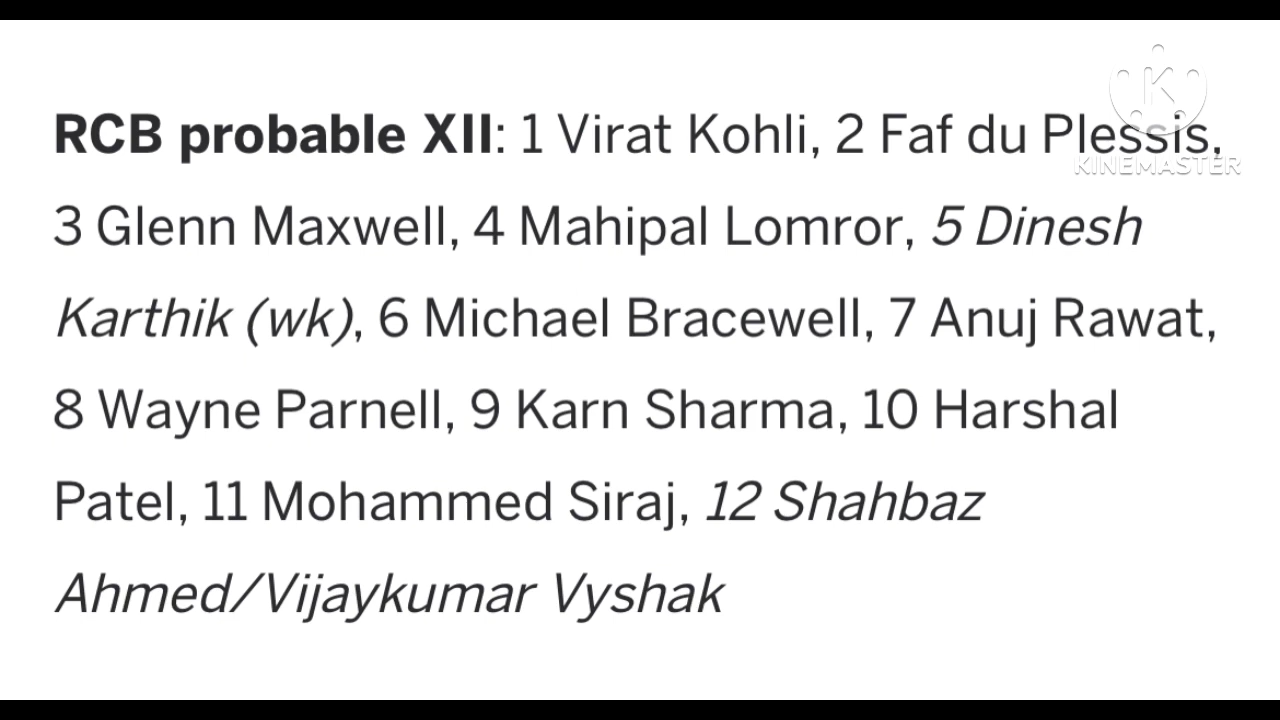 RCB probable XII: 1 Virat Kohli, 2 Faf du Plessis,
KINEMASTER
3 Glenn Maxwell, 4 Mahipal Lomror, 5 Dinesh
Karthik (wk), 6 Michael Bracewell, 7 Anuj Rawat,
8 Wayne Parnell, 9 Karn Sharma, 10 Harshal
Patel, 11 Mohammed Siraj, 12 Shahbaz
Ahmed/Vijaykumar Vyshak